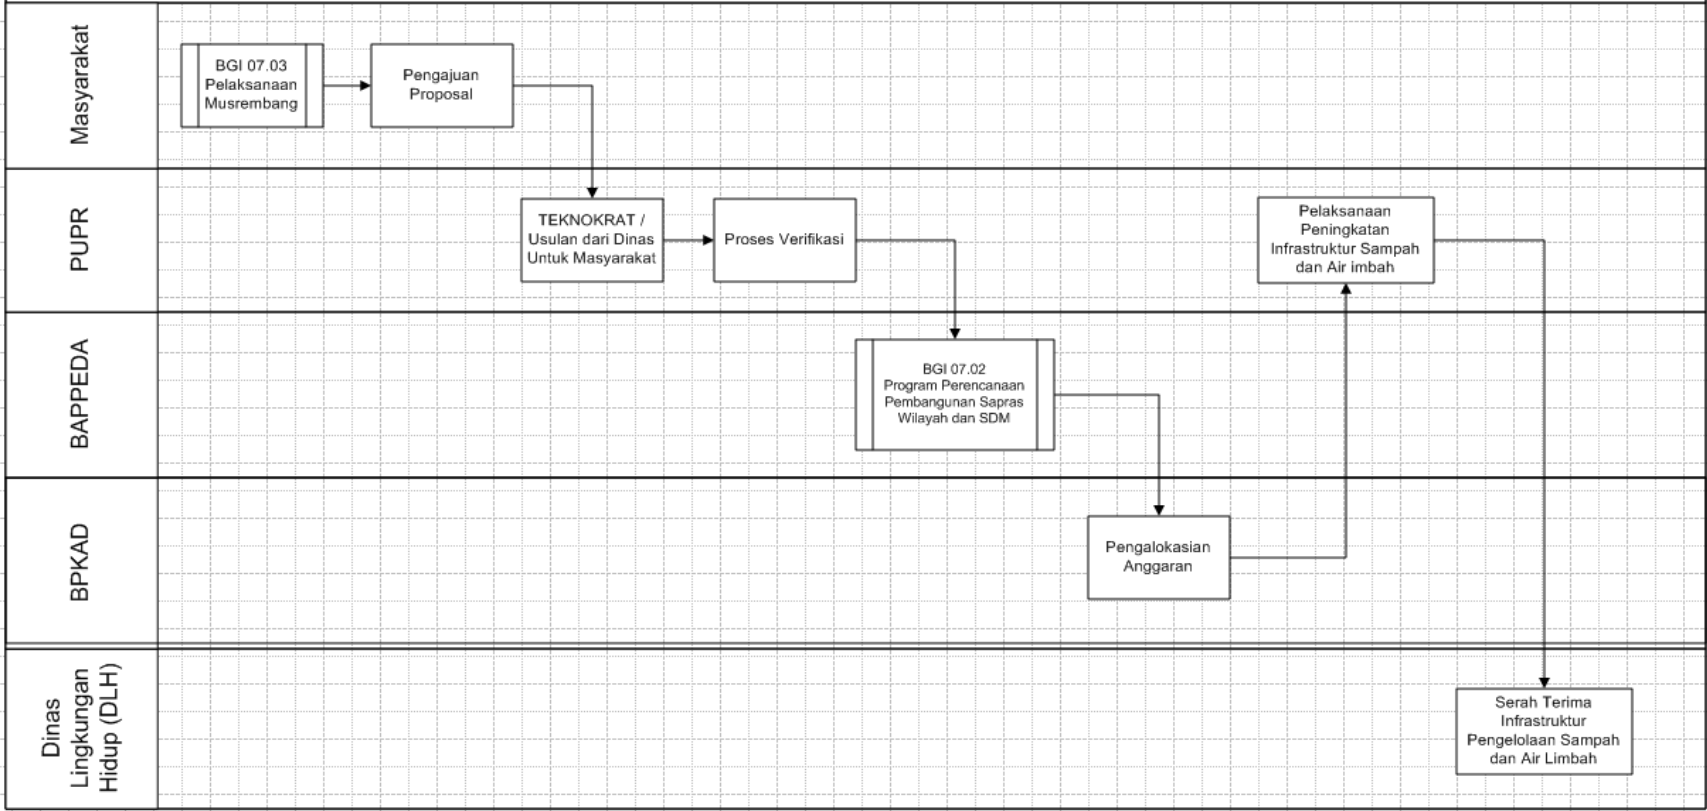 Masyarakat
BGI 07.03
Pelaksanaan
Musrembang
Pengajuan
Proposal
PUPR
TEKNOKRAT /
Usulan dari Dinas
Untuk Masyarakat
Proses Verifikasi
Pelaksanaan
Peningkatan
Infrastruktur Sampah
dan Air imbah
BAPPEDA
BGI 07.02
Program Perencanaan
Pembangunan Sapras
Wilayah dan SDM
BPKAD
Pengalokasian
Anggaran
Dinas
Lingkungan
Hidup (DLH)
Serah Terima
Infrastruktur
Pengelolaan Sampah
dan Air Limbah